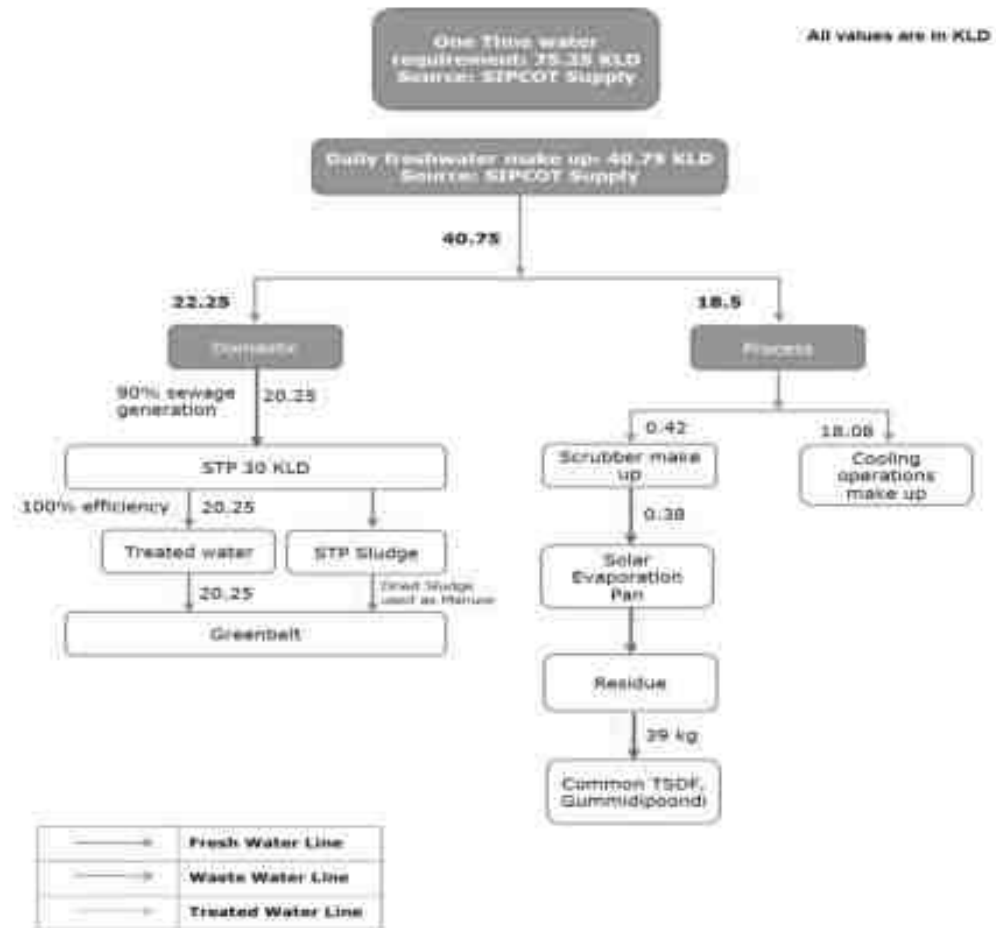 All values are in KLD
One Time water
requirement: 75.25 KLD
Source: SIPCOT Supply
Daily freshwater make up- 40.75 KLD
Source: SIPCOT Supply
40.75
22.25
18.5
Domestic
Process
90% sewage
generation
20.25
0.42
18.08
STP 30 KLD
Scrubber make
up
Cooling
operations
make up
100% efficiency
20.25
0.38
Treated water
STP Sludge
Solar
Evaporation
Pan
20.25
Dried Sludge
used as Manure
Greenbelt
Residue
39 kg
Common TSDF,
Gummidipoondi
Fresh Water Line
Waste Water Line
Treated Water Line